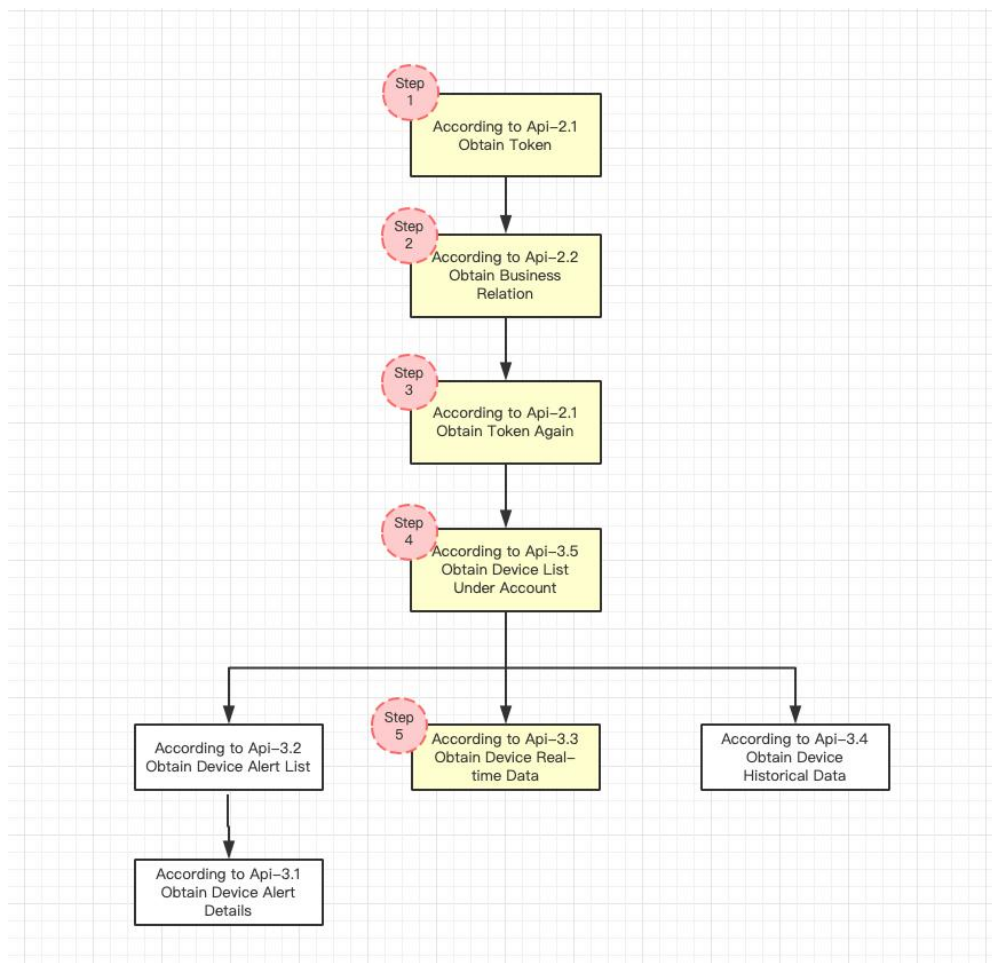 Step
1
According to Api-2.1
Obtain Token
Step
2
According to Api-2.2
Obtain Business
Relation
Step
3
According to Api-2.1
Obtain Token Again
Step
4
According to Api-3.5
Obtain Device List
Under Account
According to Api-3.2
Obtain Device Alert List
Step
5
According to Api-3.3
Obtain Device Real-
time Data
According to Api-3.4
Obtain Device
Historical Data
According to Api-3.1
Obtain Device Alert
Details